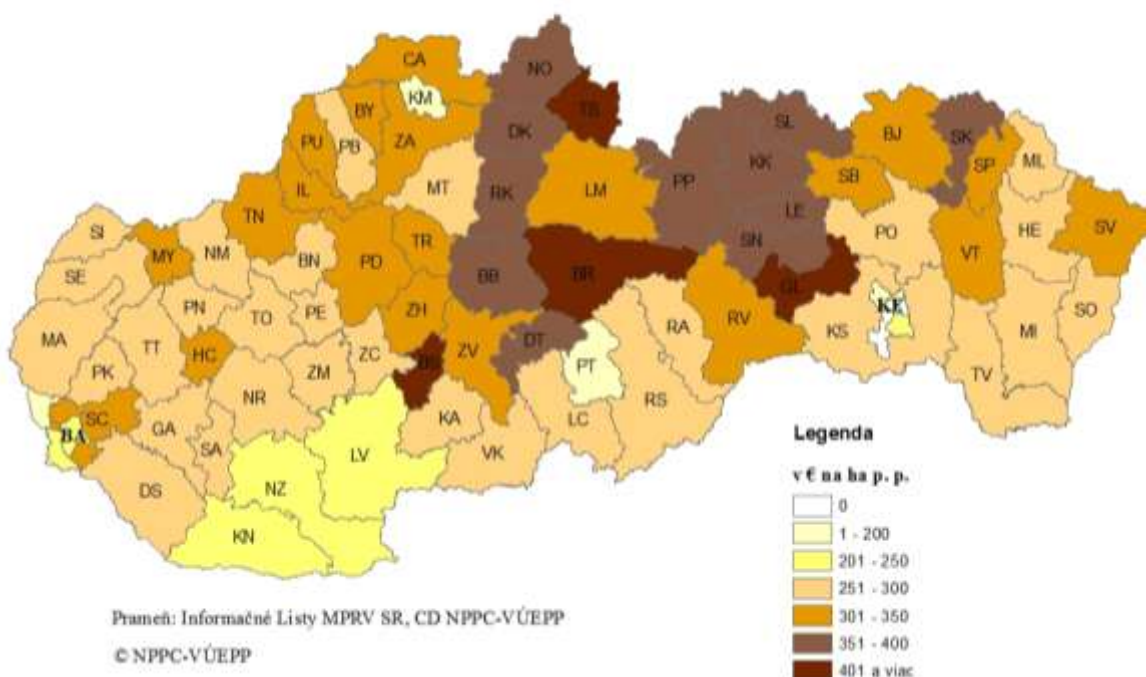 CA
NO
KM
TS
BY
DK
PU
PB
ZA
SL
BJ
SK
KK
SP
ML
IL
MT
RK
LM
PP
SB
LE
TN
SI
MY
NM
BN
PD
TR
BB
BR
SN
PO
VT
HE
SV
SE
PN
TO
PE
ZH
GL
KE
MA
TT
HC
ZC
BS
ZV
DT
PT
RA
RV
KS
MI
SO
PK
SC
NR
ZM
KA
LC
RS
TV
BA
GA
SA
LV
VK
DS
NZ
KN
Legenda
v € na ha p. p.
0
1 - 200
201 - 250
251 - 300
301 - 350
351 - 400
401 a viac
Prameň: Informačné Listy MPRV SR, CD NPPC-VÚEPP
© NPPC-VÚEPP